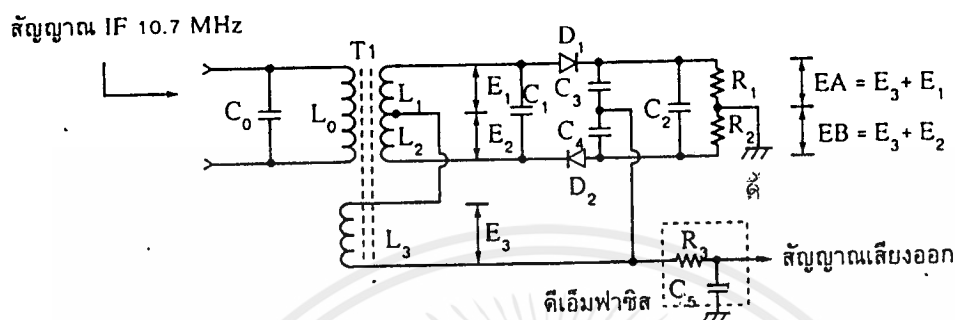 สัญญาณ IF 10.7 MHz
T1
D₁
C₀
L₀
L₁
L₂
E₁
E₂
C₁
C₃
C₄
C₂
R₁
R₂
EA = E₃ + E₁
EB = E₃ + E₂
D₂
L₃
E₃
R₃
C₅
สัญญาณเสียงออก
ดีเอ็มฟาซิส